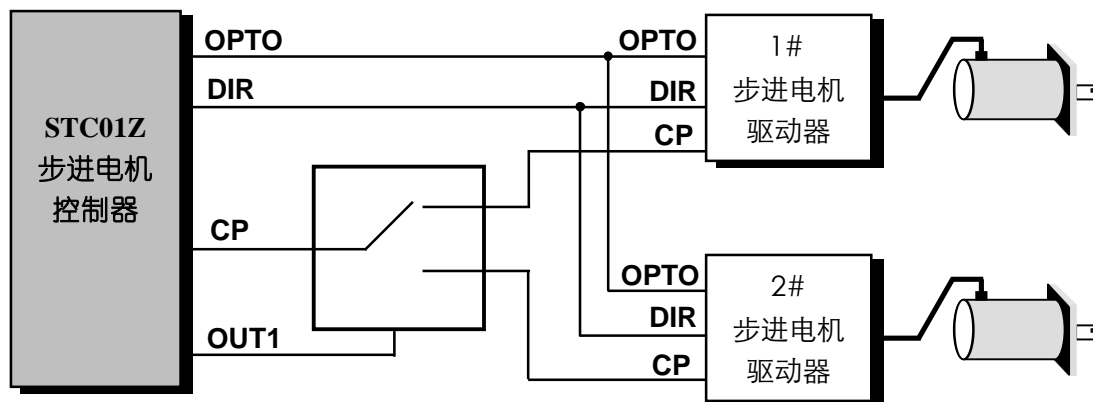 OPTO
DIR
STC01Z
步进电机
控制器
CP
OUT1
OPTO
DIR
CP
1#
步进电机
驱动器
OPTO
DIR
CP
2#
步进电机
驱动器